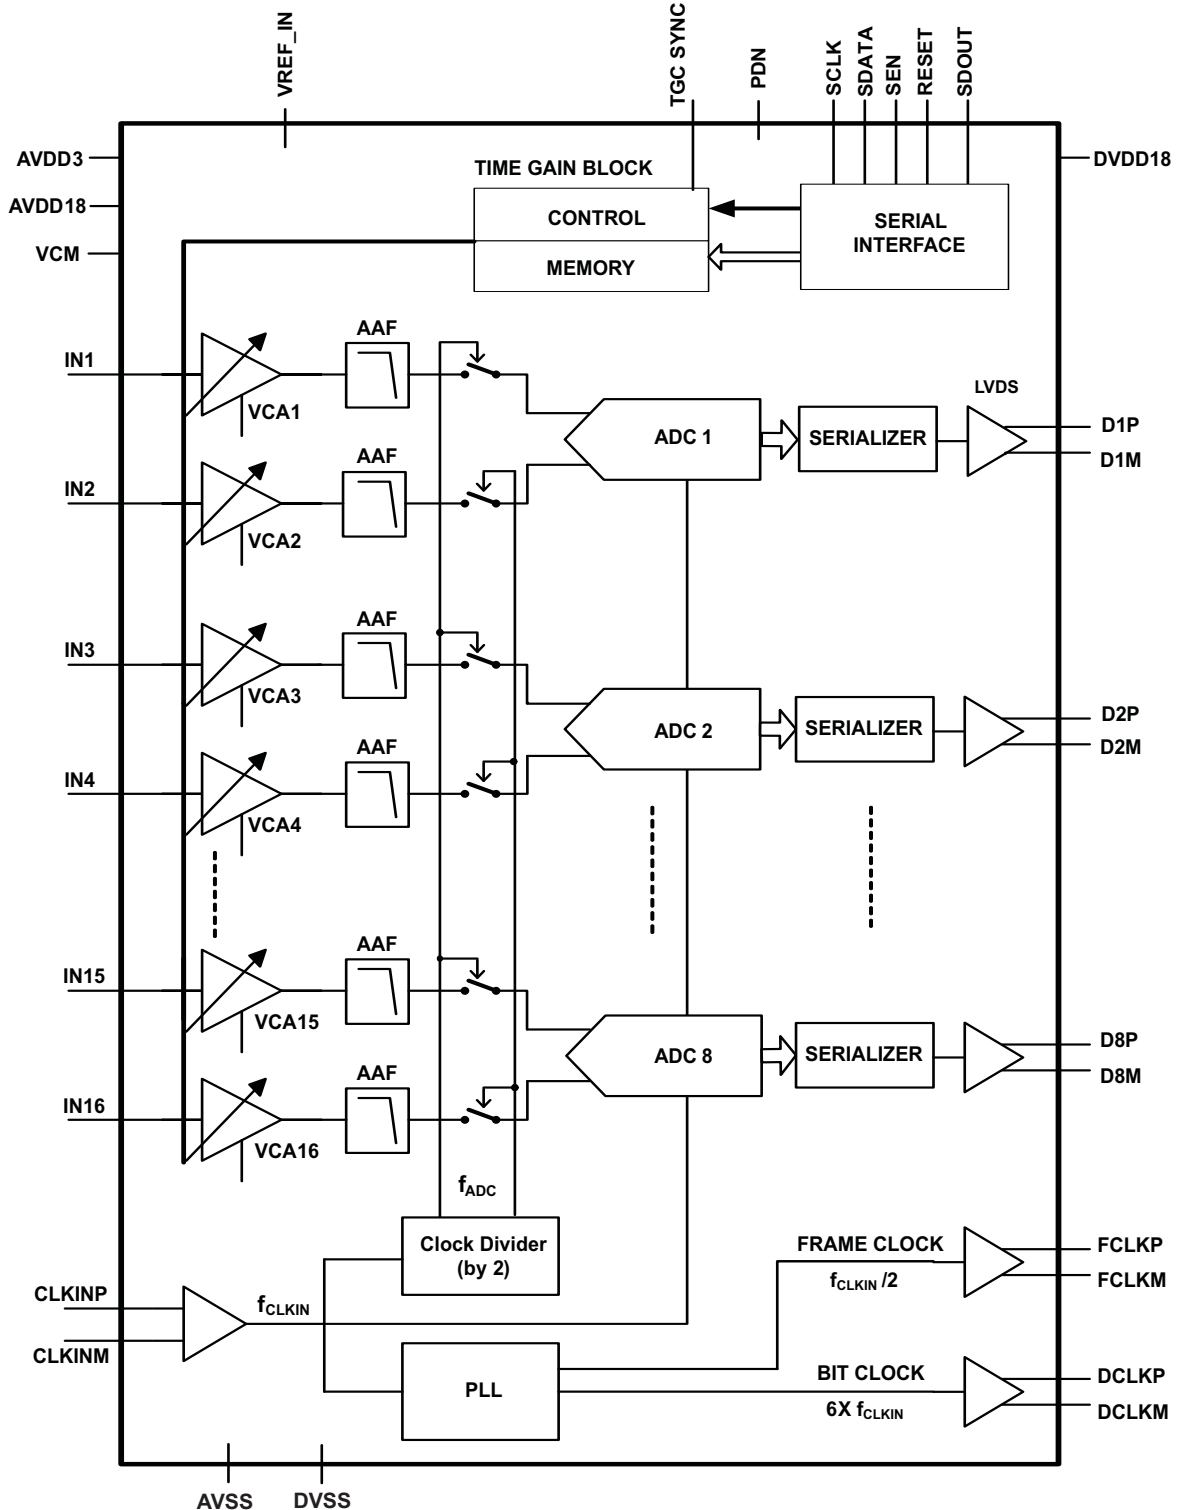 VREF_IN
TGC SYNC
PDN
SCLK
SDATA
SEN
RESET
SDOUT
AVDD3
AVDD18
VCM
DVDD18
TIME GAIN BLOCK
CONTROL
MEMORY
SERIAL
INTERFACE
IN1
VCA1
AAF
ADC 1
SERIALIZER
LVDS
D1P
D1M
IN2
VCA2
AAF
IN3
VCA3
AAF
ADC 2
SERIALIZER
D2P
D2M
IN4
VCA4
AAF
IN15
VCA15
AAF
ADC 8
SERIALIZER
D8P
D8M
IN16
VCA16
AAF
fADC
Clock Divider
(by 2)
FRAME CLOCK
fCLKIN /2
FCLKP
FCLKM
CLKINP
CLKINM
fCLKIN
PLL
BIT CLOCK
6X fCLKIN
DCLKP
DCLKM
AVSS
DVSS